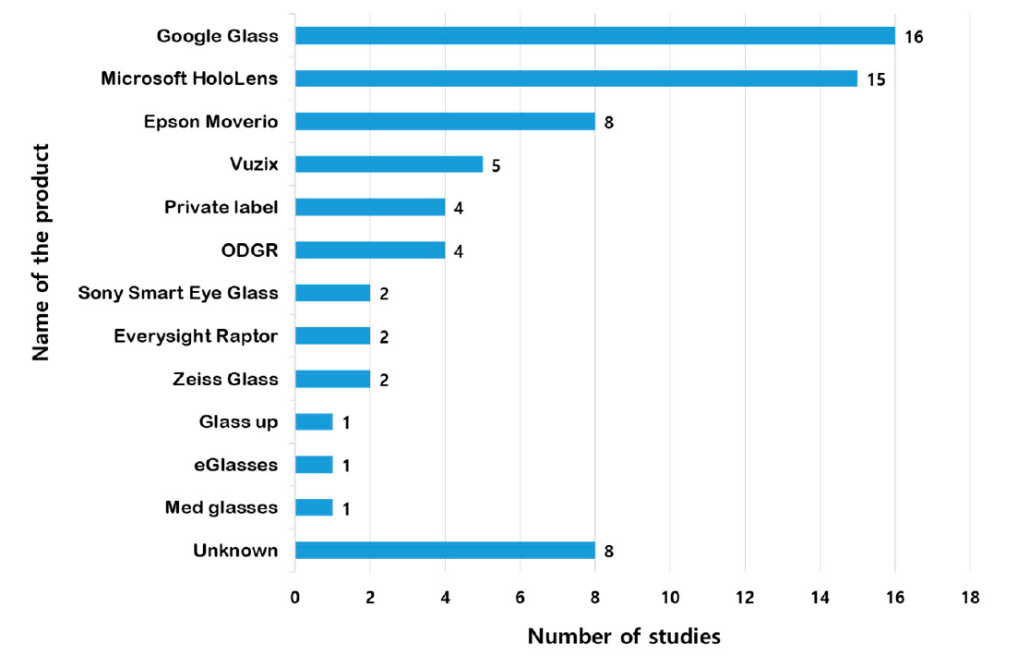 Google Glass 16
Microsoft HoloLens 15
Epson Moverio 8
Vuzix 5
Private label 4
ODGR 4
Sony Smart Eye Glass 2
Everysight Raptor 2
Zeiss Glass 2
Glass up 1
eGlasses 1
Med glasses 1
Unknown 8
Name of the product
0 2 4 6 8 10 12 14 16 18
Number of studies